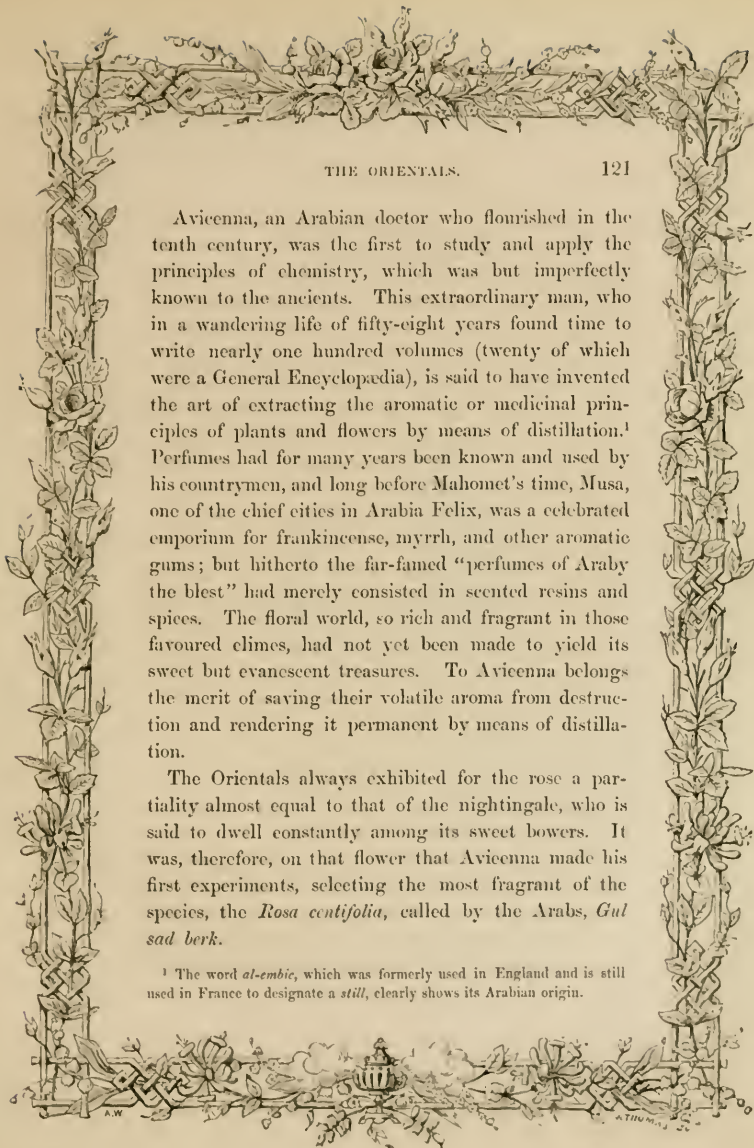 THE ORIENTALS. 121
Avicenna, an Arabian doctor who flourished in the
tenth century, was the first to study and apply the
principles of chemistry, which was but imperfectly
known to the ancients. This extraordinary man, who
in a wandering life of fifty-eight years found time to
write nearly one hundred volumes (twenty of which
were a General Encyclopædia), is said to have invented
the art of extracting the aromatic or medicinal prin-
ciples of plants and flowers by means of distillation.¹
Perfumes had for many years been known and used by
his countrymen, and long before Mahomet's time, Musa,
one of the chief cities in Arabia Felix, was a celebrated
emporium for frankincense, myrrh, and other aromatic
gums; but hitherto the far-famed "perfumes of Araby
the blest" had merely consisted in scented resins and
spices. The floral world, so rich and fragrant in those
favoured climes, had not yet been made to yield its
sweet but evanescent treasures. To Avicenna belongs
the merit of saving their volatile aroma from destruc-
tion and rendering it permanent by means of distilla-
tion.
The Orientals always exhibited for the rose a par-
tiality almost equal to that of the nightingale, who is
said to dwell constantly among its sweet bowers. It
was, therefore, on that flower that Avicenna made his
first experiments, selecting the most fragrant of the
species, the Rosa centifolia, called by the Arabs, Gul
sad berk.
¹ The word al-embic, which was formerly used in England and is still
used in France to designate a still, clearly shows its Arabian origin.
A.W